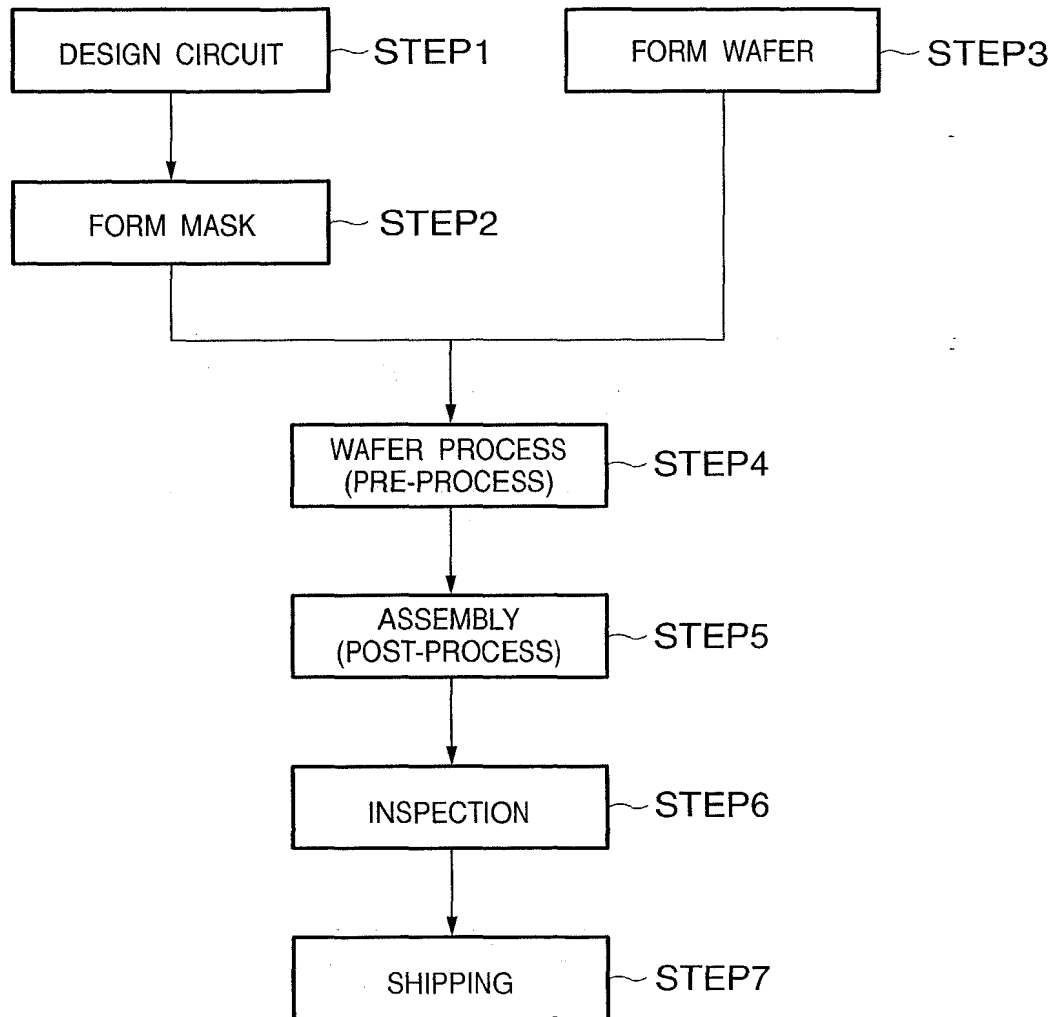 DESIGN CIRCUIT
STEP1
FORM WAFER
STEP3
FORM MASK
STEP2
WAFER PROCESS
(PRE-PROCESS)
STEP4
ASSEMBLY
(POST-PROCESS)
STEP5
INSPECTION
STEP6
SHIPPING
STEP7